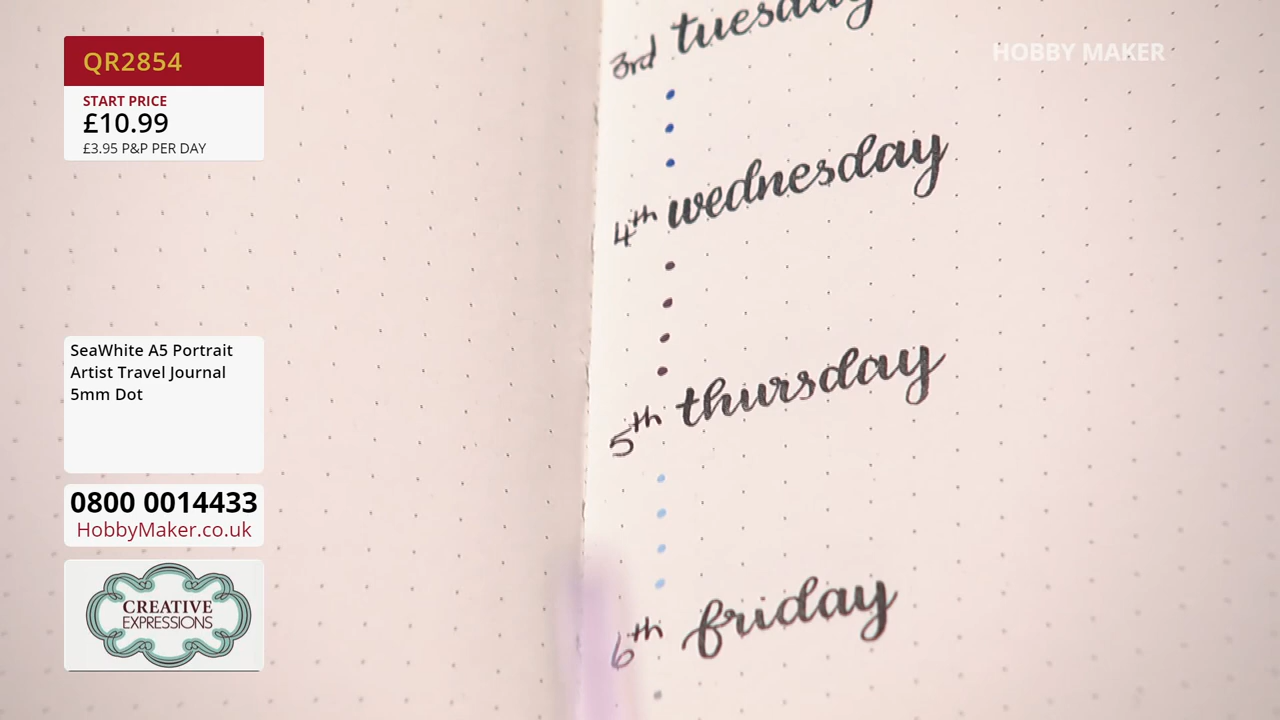 QR2854
START PRICE
£10.99
£3.95 P&P PER DAY
SeaWhite A5 Portrait
Artist Travel Journal
5mm Dot
0800 0014433
HobbyMaker.co.uk
CREATIVE
EXPRESSIONS
HOBBY MAKER
3rd tuesday
4th wednesday
5th thursday
6th friday